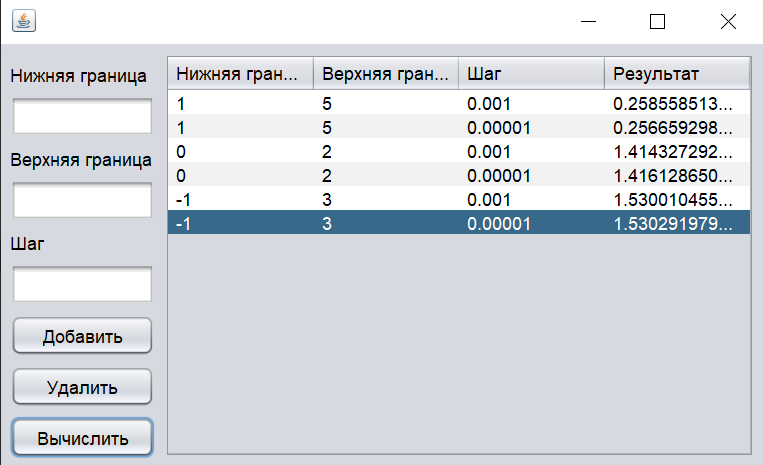 Нижняя граница
Верхняя граница
Шаг
Добавить
Удалить
Вычислить
Нижняя гран... Верхняя гран... Шаг Результат
1 5 0.001 0.258558513...
1 5 0.00001 0.256659298...
0 2 0.001 1.414327292...
0 2 0.00001 1.416128650...
-1 3 0.001 1.530010455...
-1 3 0.00001 1.530291979...